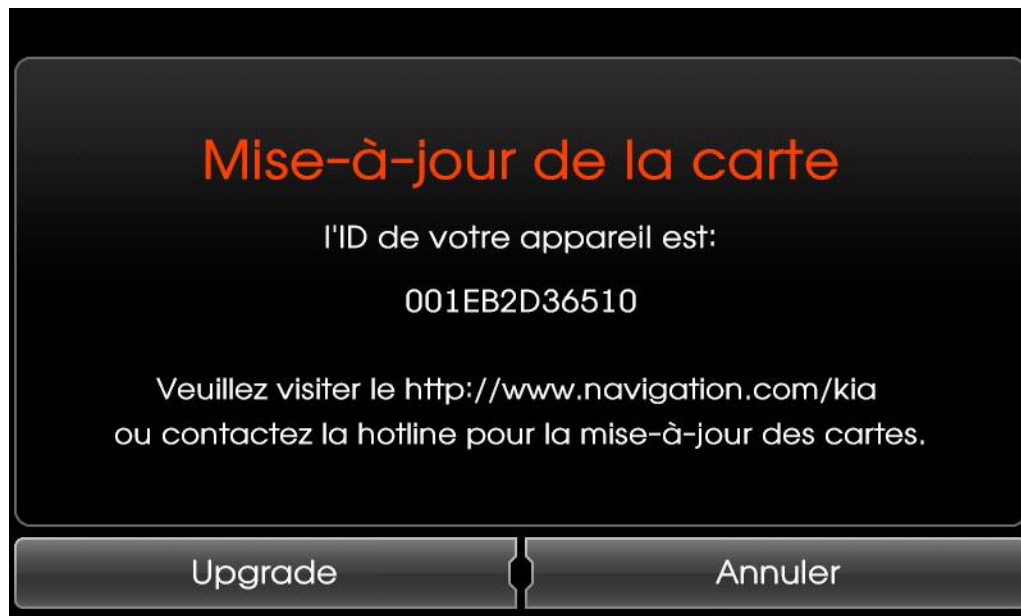 Mise-à-jour de la carte
l'ID de votre appareil est:
001EB2D36510
Veuillez visiter le http://www.navigation.com/kia
ou contactez la hotline pour la mise-à-jour des cartes.
Upgrade
Annuler